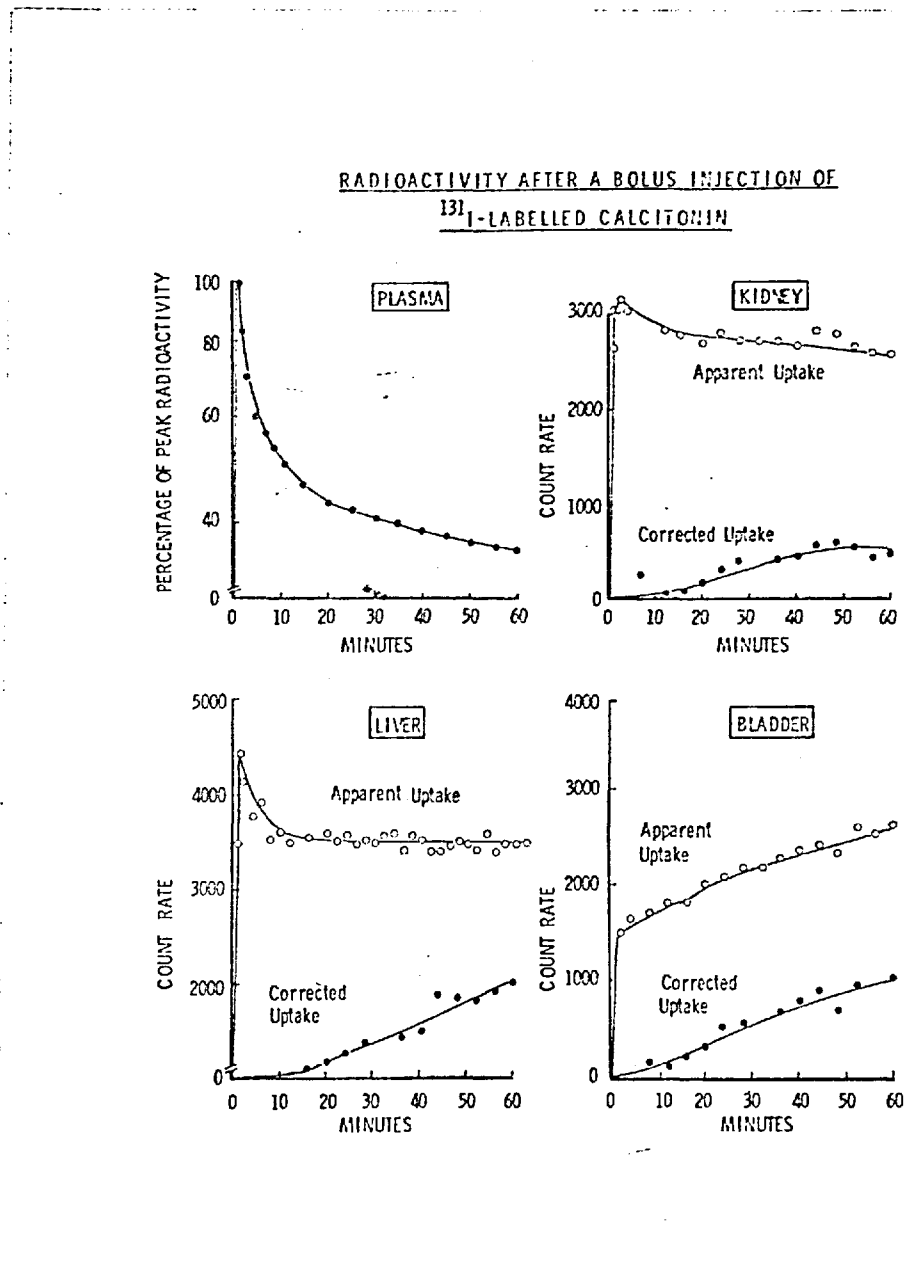 RADIOACTIVITY AFTER A BOLUS INJECTION OF
131I-LABELLED CALCITONIN
PLASMA
PERCENTAGE OF PEAK RADIOACTIVITY
100
80
60
40
0
0 10 20 30 40 50 60
MINUTES
KIDNEY
COUNT RATE
3000
2000
1000
0
Apparent Uptake
Corrected Uptake
0 10 20 30 40 50 60
MINUTES
LIVER
COUNT RATE
5000
4000
3000
2000
0
Apparent Uptake
Corrected
Uptake
0 10 20 30 40 50 60
MINUTES
BLADDER
COUNT RATE
4000
3000
2000
1000
0
Apparent
Uptake
Corrected
Uptake
0 10 20 30 40 50 60
MINUTES